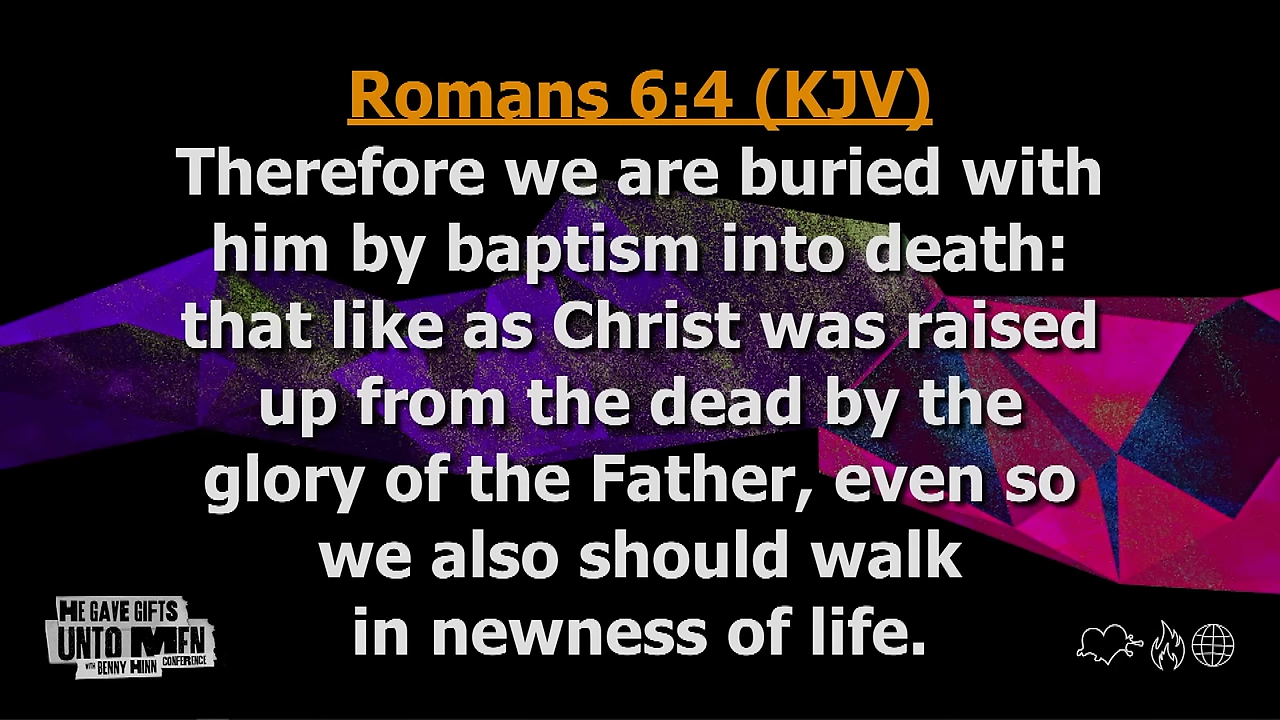 Romans 6:4 (KJV)
Therefore we are buried with
him by baptism into death:
that like as Christ was raised
up from the dead by the
glory of the Father, even so
we also should walk
in newness of life.
HE GAVE GIFTS
UNTO MEN
WITH BENNY HINN CONFERENCE